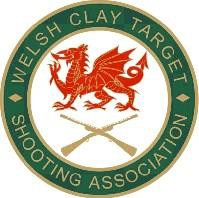 WELSH CLAY TARGET
SHOOTING ASSOCIATION